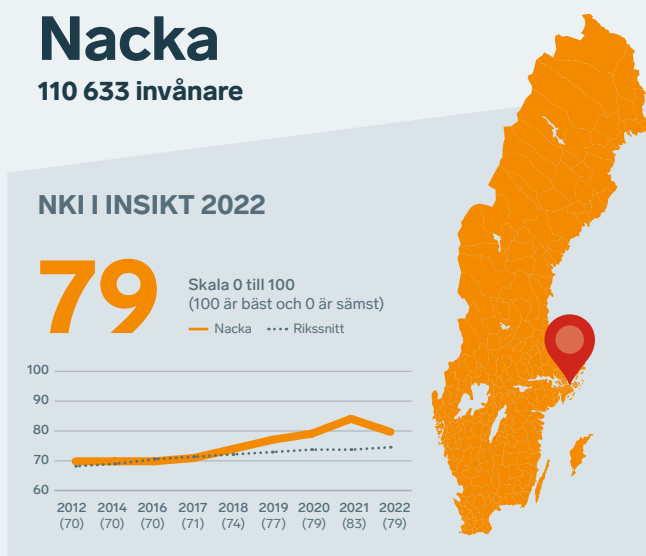 Nacka
110 633 invånare
NKI I INSIKT 2022
79
Skala 0 till 100
(100 är bäst och 0 är sämst)
Nacka Rikssnitt
100
90
80
70
60
2012 2014 2016 2017 2018 2019 2020 2021 2022
(70) (70) (70) (71) (74) (77) (79) (83) (79)